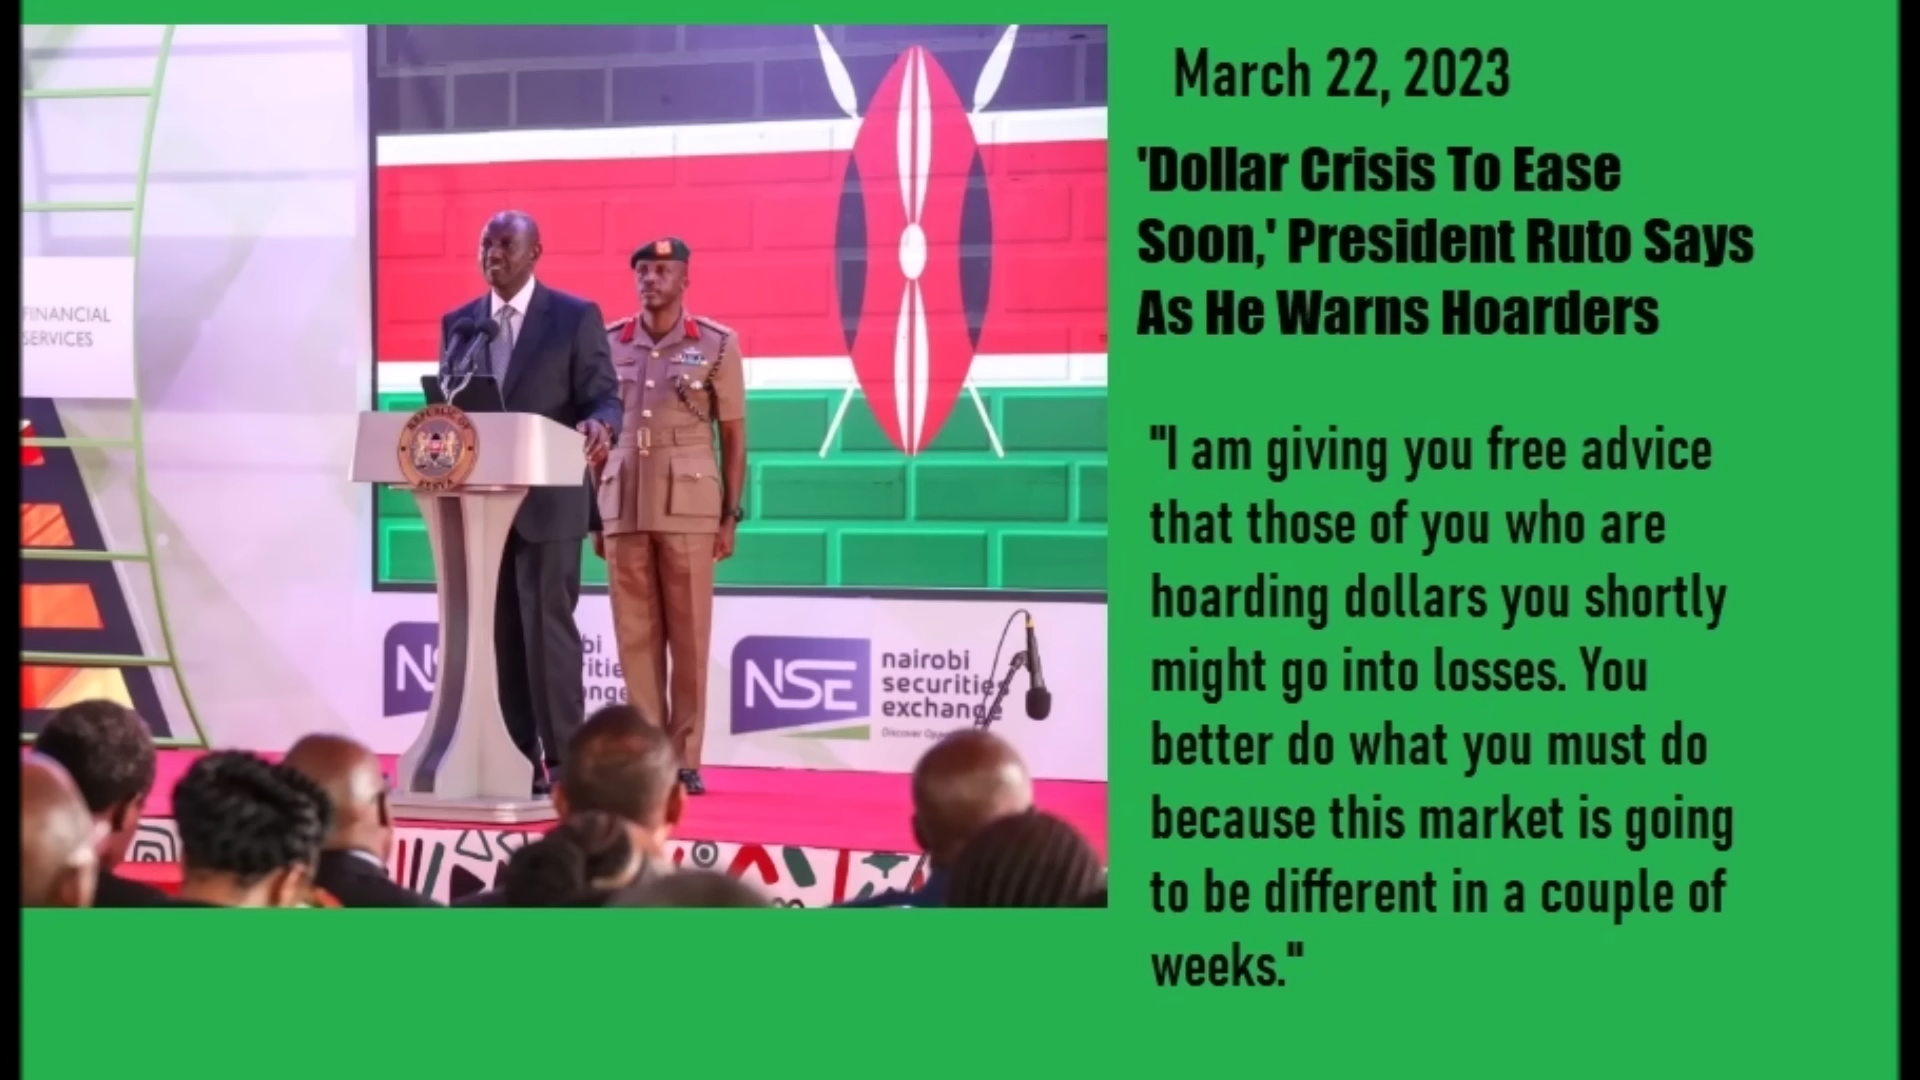 March 22, 2023
'Dollar Crisis To Ease
Soon,' President Ruto Says
As He Warns Hoarders
"I am giving you free advice
that those of you who are
hoarding dollars you shortly
might go into losses. You
better do what you must do
because this market is going
to be different in a couple of
weeks."
FINANCIAL
SERVICES
REPUBLIC OF
KENYA
NSE
nairobi
securities
exchange